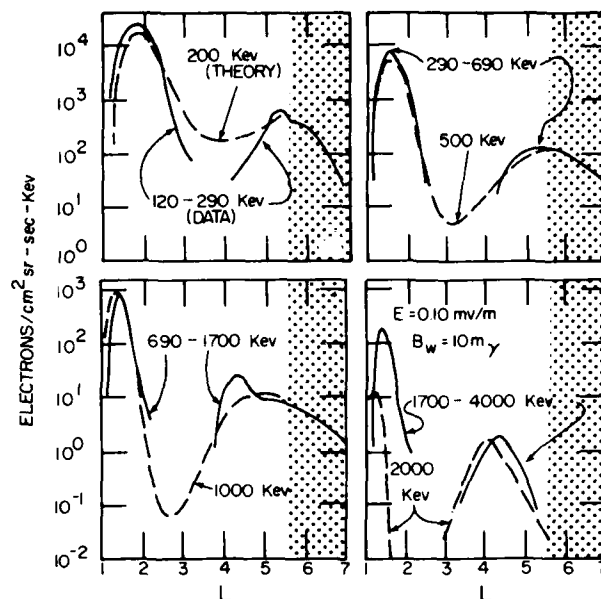 10⁴
10³
10²
10¹
10⁰
200 Kev
(THEORY)
120-290 Kev
(DATA)
290-690 Kev
500 Kev
ELECTRONS/cm² sr-sec-Kev
10³
10²
10¹
10⁰
10⁻¹
10⁻²
690-1700 Kev
1000 Kev
E = 0.10 mv/m
B_W = 10mγ
1700-4000 Kev
2000
Kev
1 2 3 4 5 6 7
1 2 3 4 5 6 7
L
L